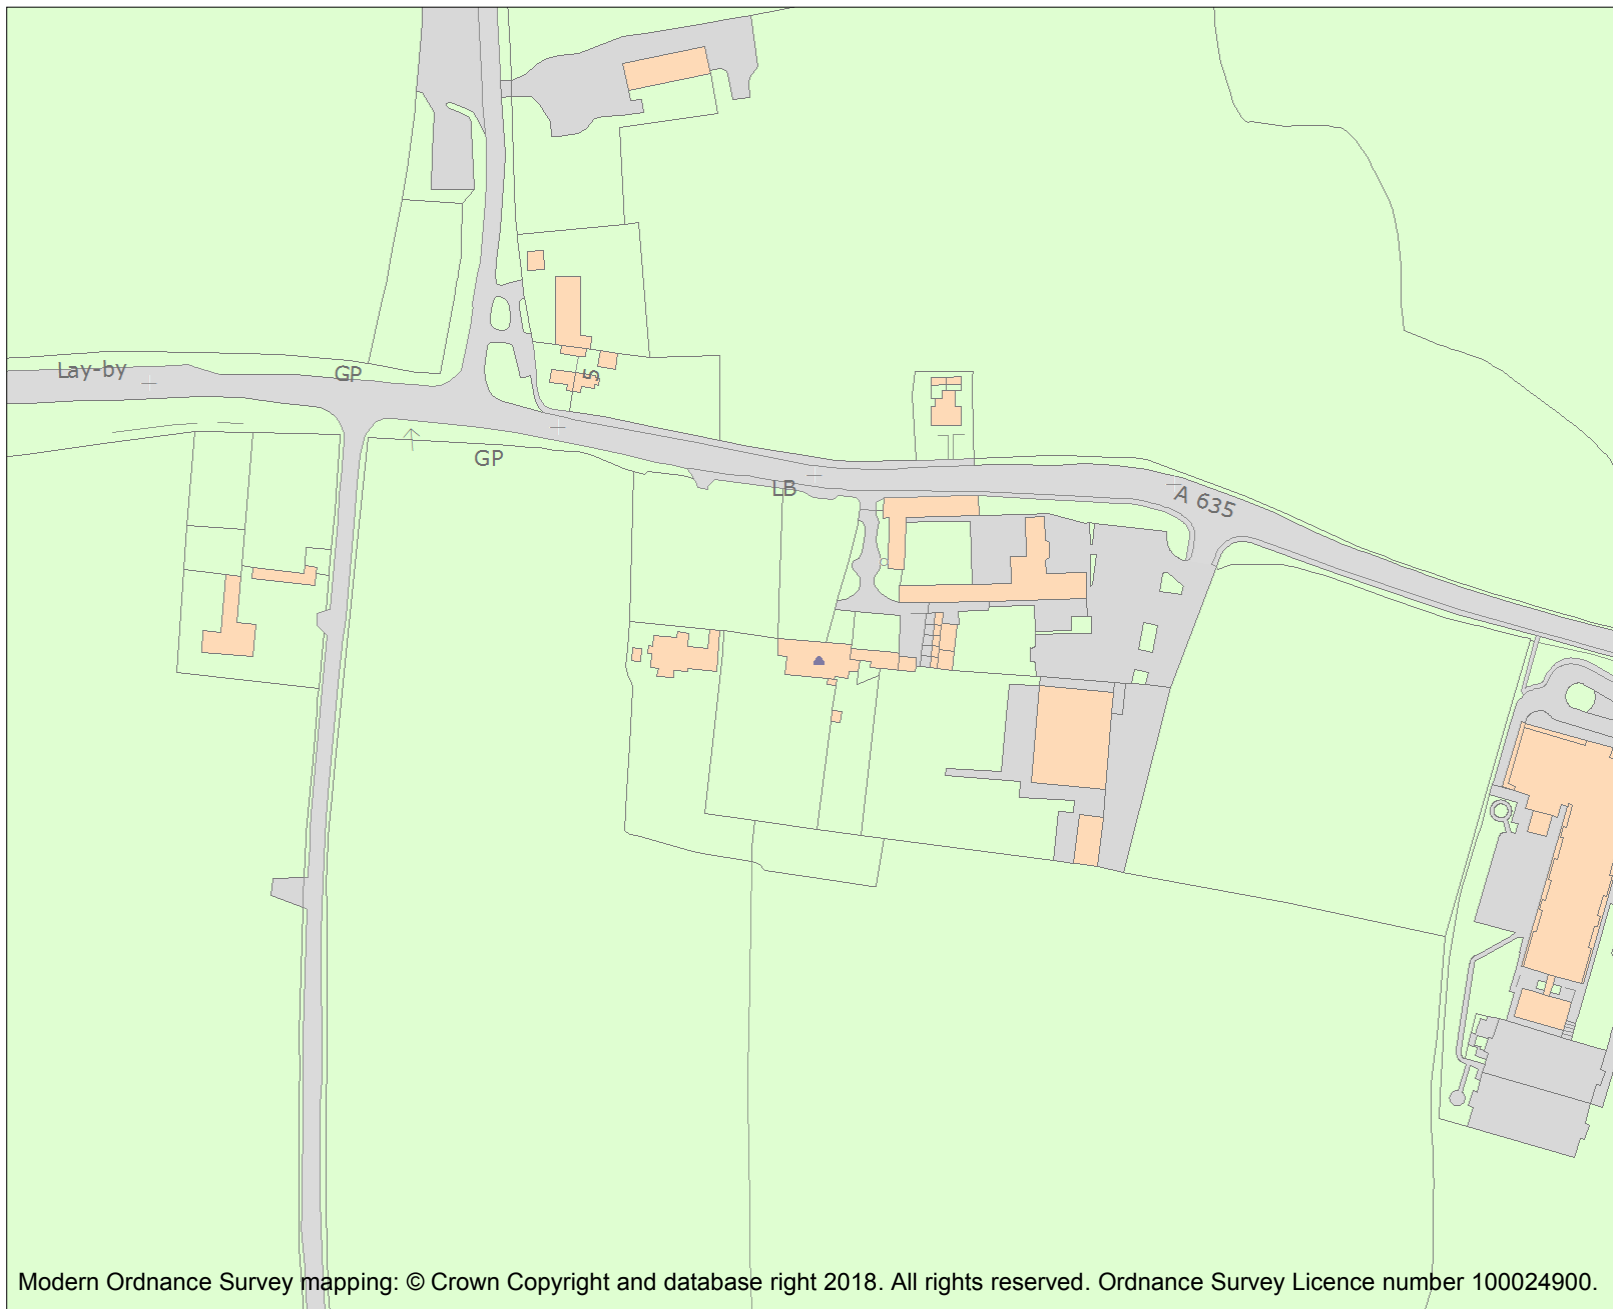 Lay-by
GP
5
GP
LB
A 635
Modern Ordnance Survey mapping: © Crown Copyright and database right 2018. All rights reserved. Ordnance Survey Licence number 100024900.